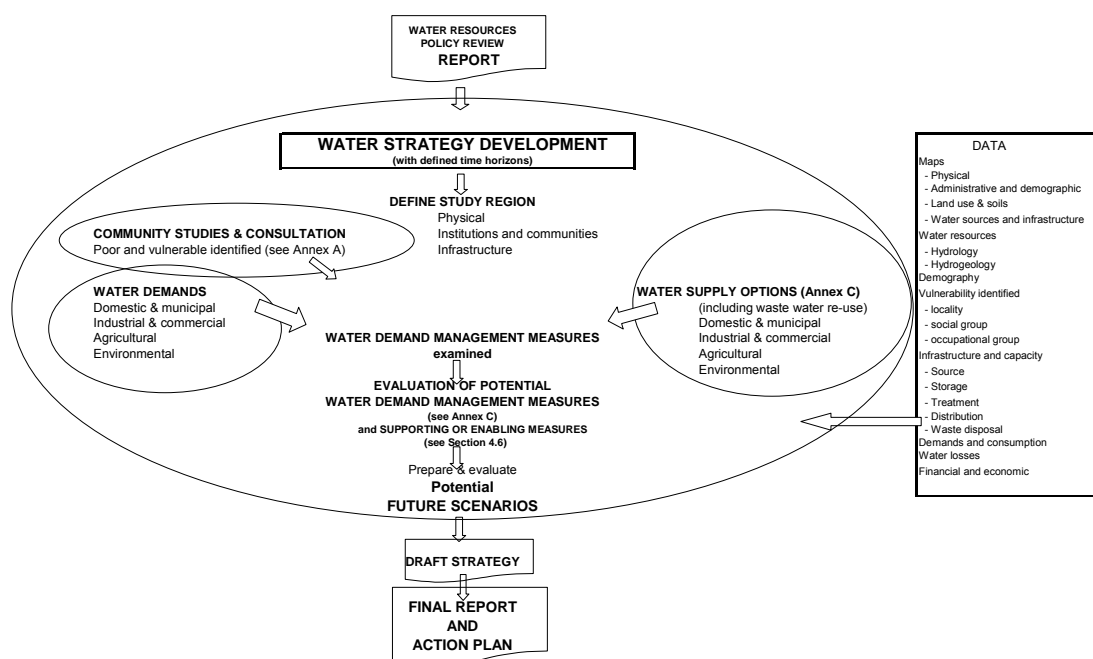 WATER RESOURCES
POLICY REVIEW
REPORT
WATER STRATEGY DEVELOPMENT
(with defined time horizons)
DEFINE STUDY REGION
Physical
Institutions and communities
Infrastructure
COMMUNITY STUDIES & CONSULTATION
Poor and vulnerable identified (see Annex A)
WATER DEMANDS
Domestic & municipal
Industrial & commercial
Agricultural
Environmental
WATER SUPPLY OPTIONS (Annex C)
(including waste water re-use)
Domestic & municipal
Industrial & commercial
Agricultural
Environmental
WATER DEMAND MANAGEMENT MEASURES
examined
EVALUATION OF POTENTIAL
WATER DEMAND MANAGEMENT MEASURES
(see Annex C)
and SUPPORTING OR ENABLING MEASURES
(see Section 4.6)
Prepare & evaluate
Potential
FUTURE SCENARIOS
DRAFT STRATEGY
FINAL REPORT
AND
ACTION PLAN
DATA
Maps
- Physical
- Administrative and demographic
- Land use & soils
- Water sources and infrastructure
Water resources
- Hydrology
- Hydrogeology
Demography
Vulnerability identified
- locality
- social group
- occupational group
Infrastructure and capacity
- Source
- Storage
- Treatment
- Distribution
- Waste disposal
Demands and consumption
Water losses
Financial and economic